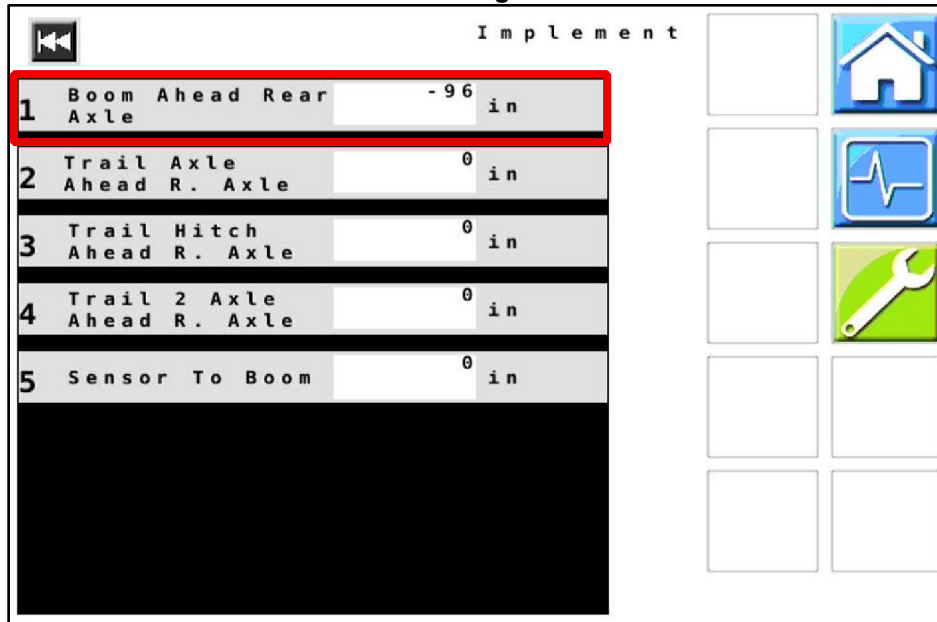 Implement
1 Boom Ahead Rear -96 in
Axle
2 Trail Axle 0 in
Ahead R. Axle
3 Trail Hitch 0 in
Ahead R. Axle
4 Trail 2 Axle 0 in
Ahead R. Axle
5 Sensor To Boom 0 in